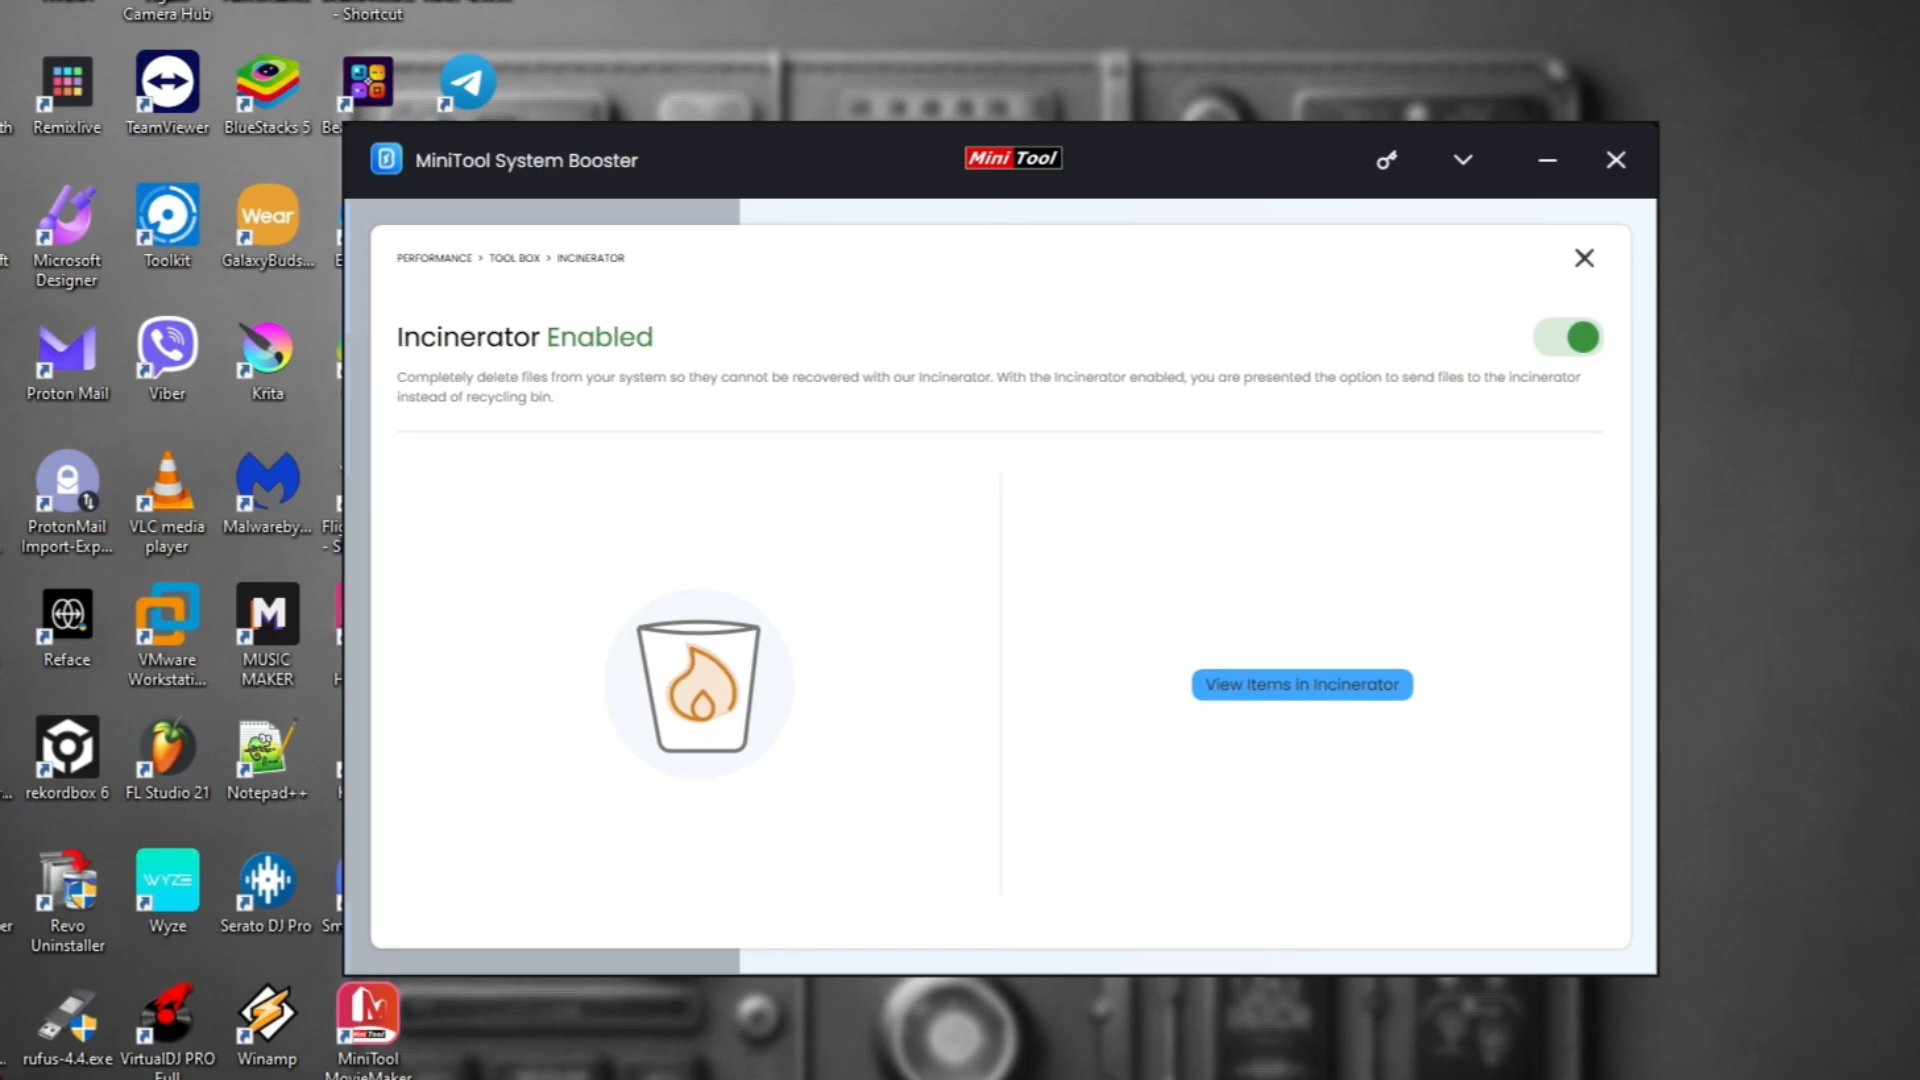 Camera Hub
- Shortcut
Remixlive
TeamViewer
BlueStacks 5
Microsoft
Designer
Toolkit
Wear
GalaxyBuds...
Proton Mail
Viber
Krita
ProtonMail
Import-Exp...
VLC media
player
Malwareby...
Reface
VMware
Workstati...
M
MUSIC
MAKER
rekordbox 6
FL Studio 21
Notepad++
Revo
Uninstaller
WYZE
Wyze
Serato DJ Pro
rufus-4.4.exe
VirtualDJ PRO
Full
Winamp
Mini Tool
MiniTool
MovieMaker
MiniTool System Booster
Mini Tool
PERFORMANCE > TOOL BOX > INCINERATOR
Incinerator Enabled
Completely delete files from your system so they cannot be recovered with our Incinerator. With the Incinerator enabled, you are presented the option to send files to the incinerator
instead of recycling bin.
View Items in Incinerator